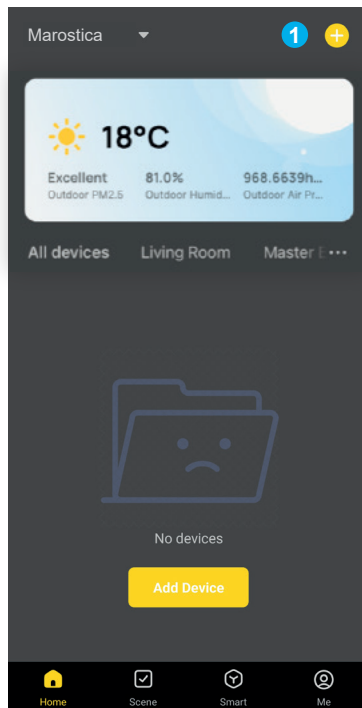 Marostica 1
18°C
Excellent 81.0% 968.6639h...
Outdoor PM2.5 Outdoor Humid... Outdoor Air Pr...
All devices Living Room Master
No devices
Add Device
Home Scene Smart Me